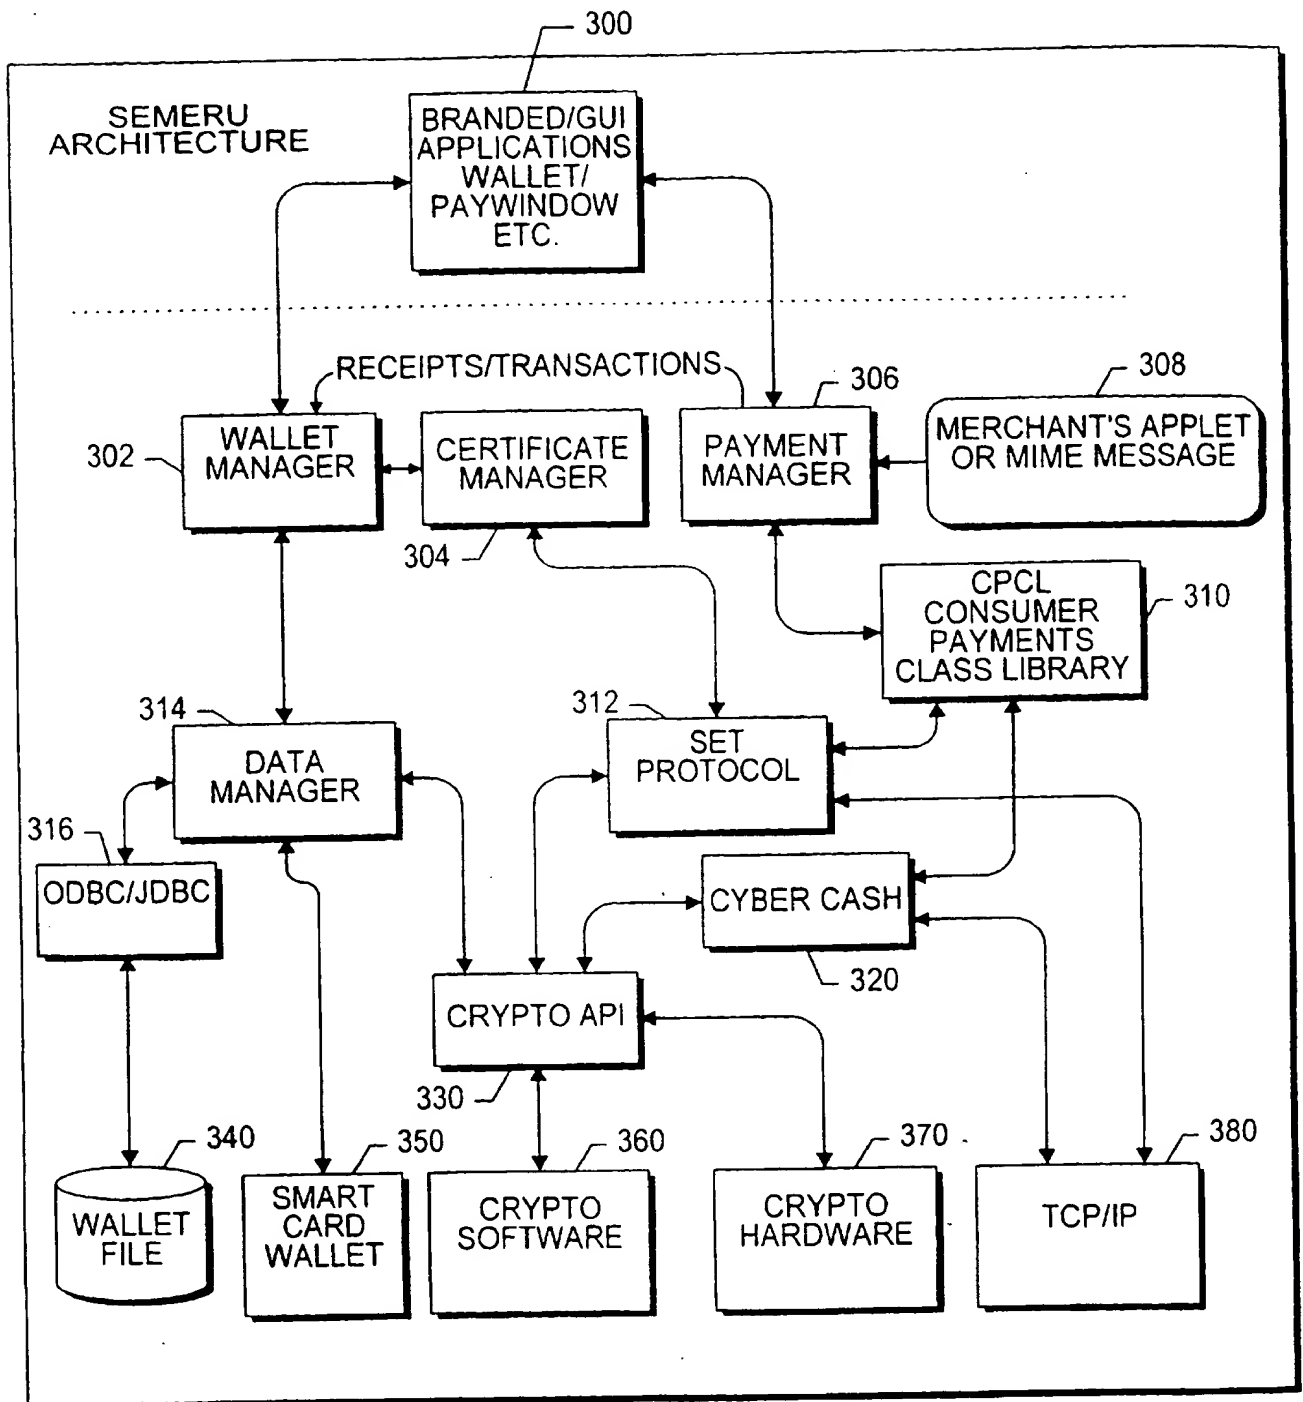 300
SEMERU
ARCHITECTURE
BRANDED/GUI
APPLICATIONS
WALLET/
PAYWINDOW
ETC.
RECEIPTS/TRANSACTIONS
306
308
302
WALLET
MANAGER
CERTIFICATE
MANAGER
PAYMENT
MANAGER
MERCHANT'S APPLET
OR MIME MESSAGE
304
CPCL
CONSUMER
PAYMENTS
CLASS LIBRARY
310
314
312
DATA
MANAGER
SET
PROTOCOL
316
ODBC/JDBC
CYBER CASH
320
CRYPTO API
330
340
350
360
370
380
WALLET
FILE
SMART
CARD
WALLET
CRYPTO
SOFTWARE
CRYPTO
HARDWARE
TCP/IP